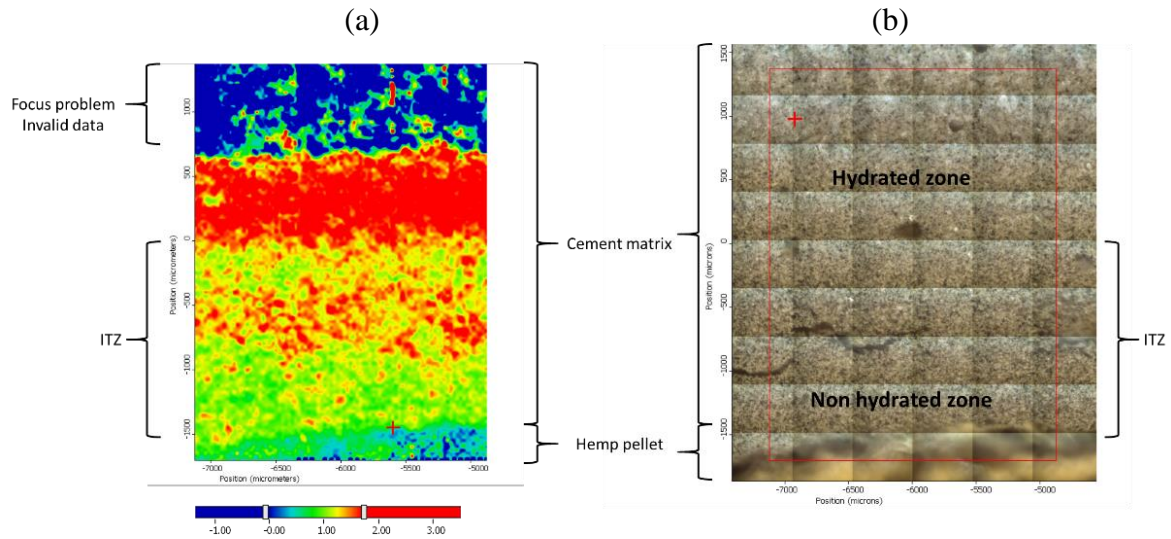 (a)
(b)
Focus problem
Invalid data
ITZ
Position (micrometers)
1000
500
0
-500
-1000
-1500
-7000
-6500
-6000
-5500
-5000
Position (micrometers)
-1.00
-0.00
1.00
2.00
3.00
Cement matrix
Hemp pellet
Position (microns)
1500
1000
500
0
-500
-1000
-1500
Hydrated zone
Non hydrated zone
-7000
-6500
-6000
-5500
-5000
Position (microns)
ITZ